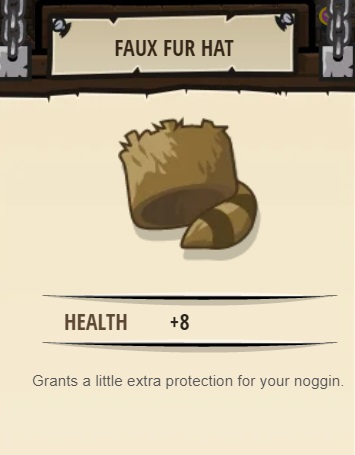 FAUX FUR HAT
HEALTH +8
Grants a little extra protection for your noggin.